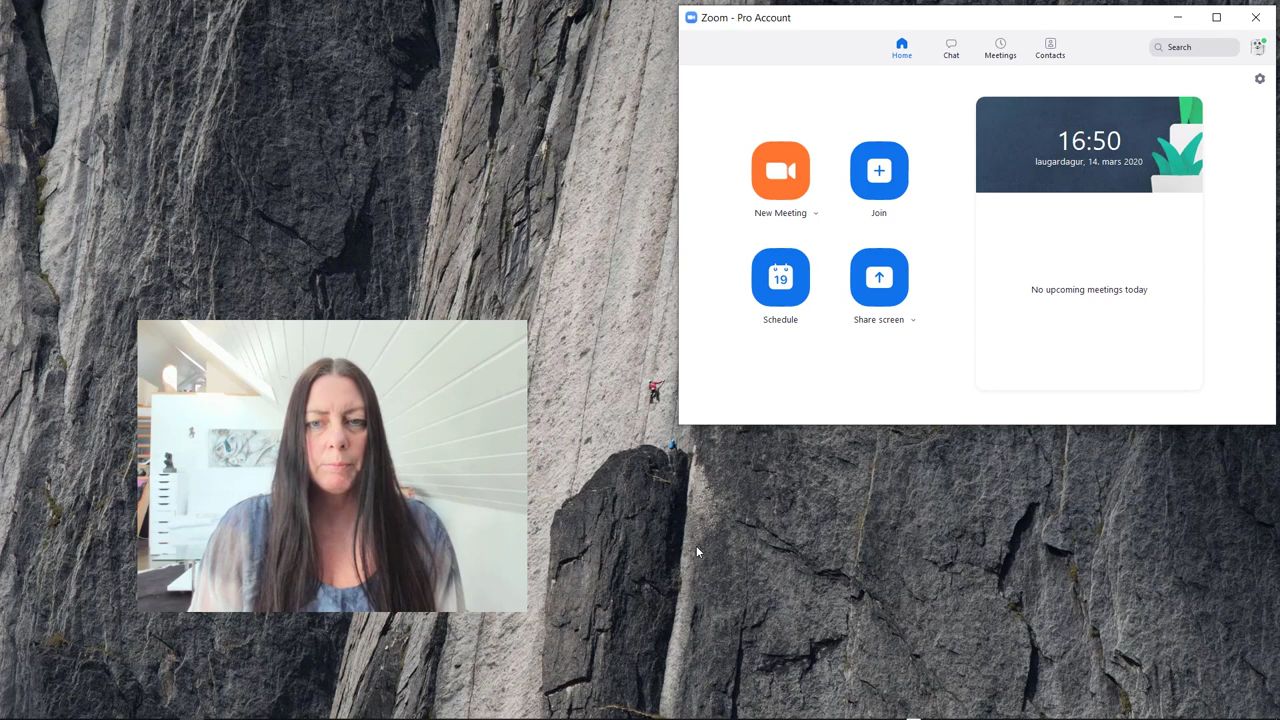 Zoom - Pro Account
Home
Chat
Meetings
Contacts
Search
16:50
laugardagur, 14. mars 2020
New Meeting
Join
19
Schedule
Share screen
No upcoming meetings today